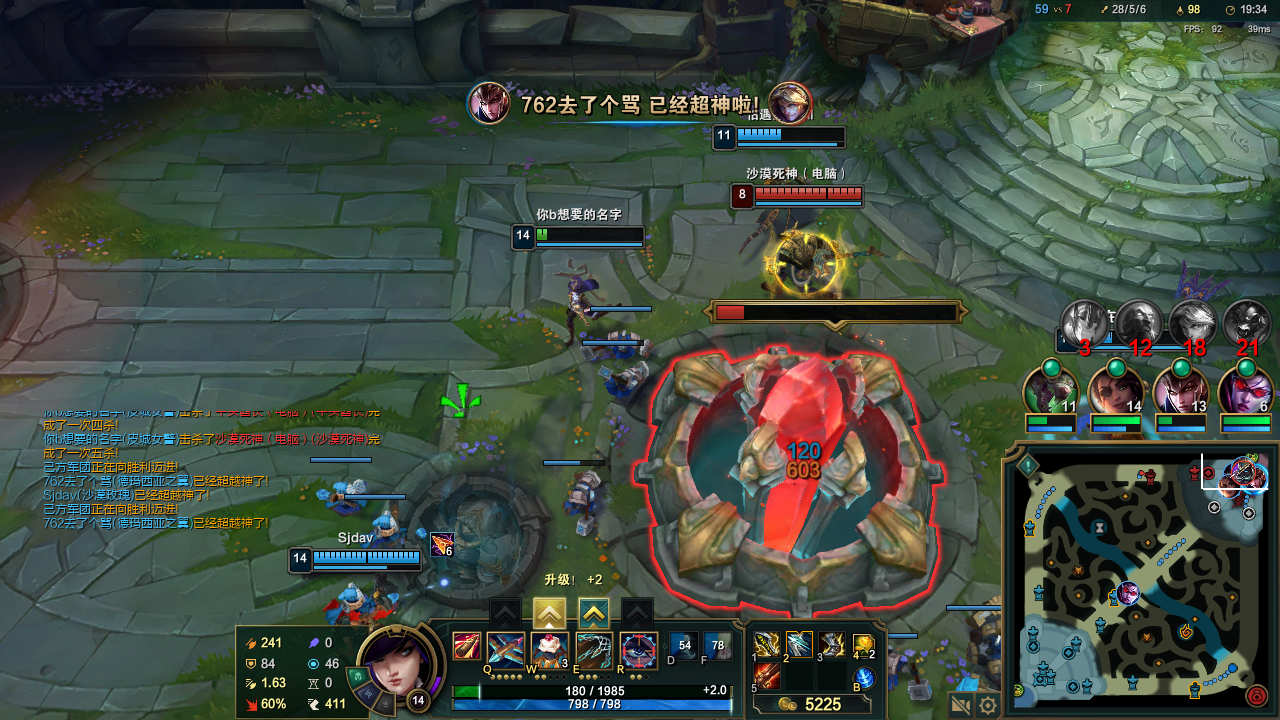 59 vs 7 28/5/6 98 19:34
FPS: 92 39ms
762去了个骂 已经超神啦!
11
沙漠死神（电脑）
8
你b想要的名字
14
3 12 18 21
11 14 13 6
120
603
成了一次四杀!
你b想要的名字(皮城女警)击杀了沙漠死神（电脑）(沙漠死神)完
成了一次五杀!
己方军团正在向胜利迈进!
762去了个骂(德玛西亚之翼)已经超越神了!
Sjdav(沙漠玫瑰)已经超越神了!
己方军团正在向胜利迈进!
762去了个骂(德玛西亚之翼)已经超越神了!
Sjdav
14
6
升级! +2
241 0
84 46
1.63 0
60% 411
14
Q W 3 E R
54 78
D F
180 / 1985 +2.0
798 / 798
1 2 3 4 2
5 B
5225